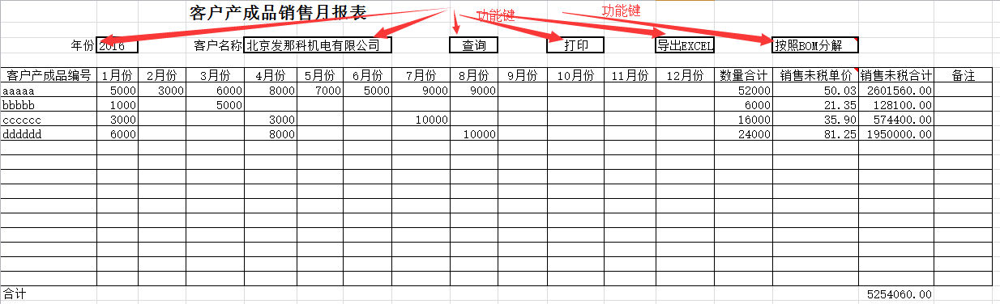 客户产成品销售月报表
功能键 功能键
年份 2016 客户名称 北京发那科机电有限公司 查询 打印 导出EXCEL 按照BOM分解
客户产成品编号 1月份 2月份 3月份 4月份 5月份 6月份 7月份 8月份 9月份 10月份 11月份 12月份 数量合计 销售未税单价 销售未税合计 备注
aaaaa 5000 3000 6000 8000 7000 5000 9000 9000 52000 50.03 2601560.00
bbbbb 1000 5000 6000 21.35 128100.00
cccccc 3000 3000 10000 16000 35.90 574400.00
dddddd 6000 8000 10000 24000 81.25 1950000.00
合计 5254060.00